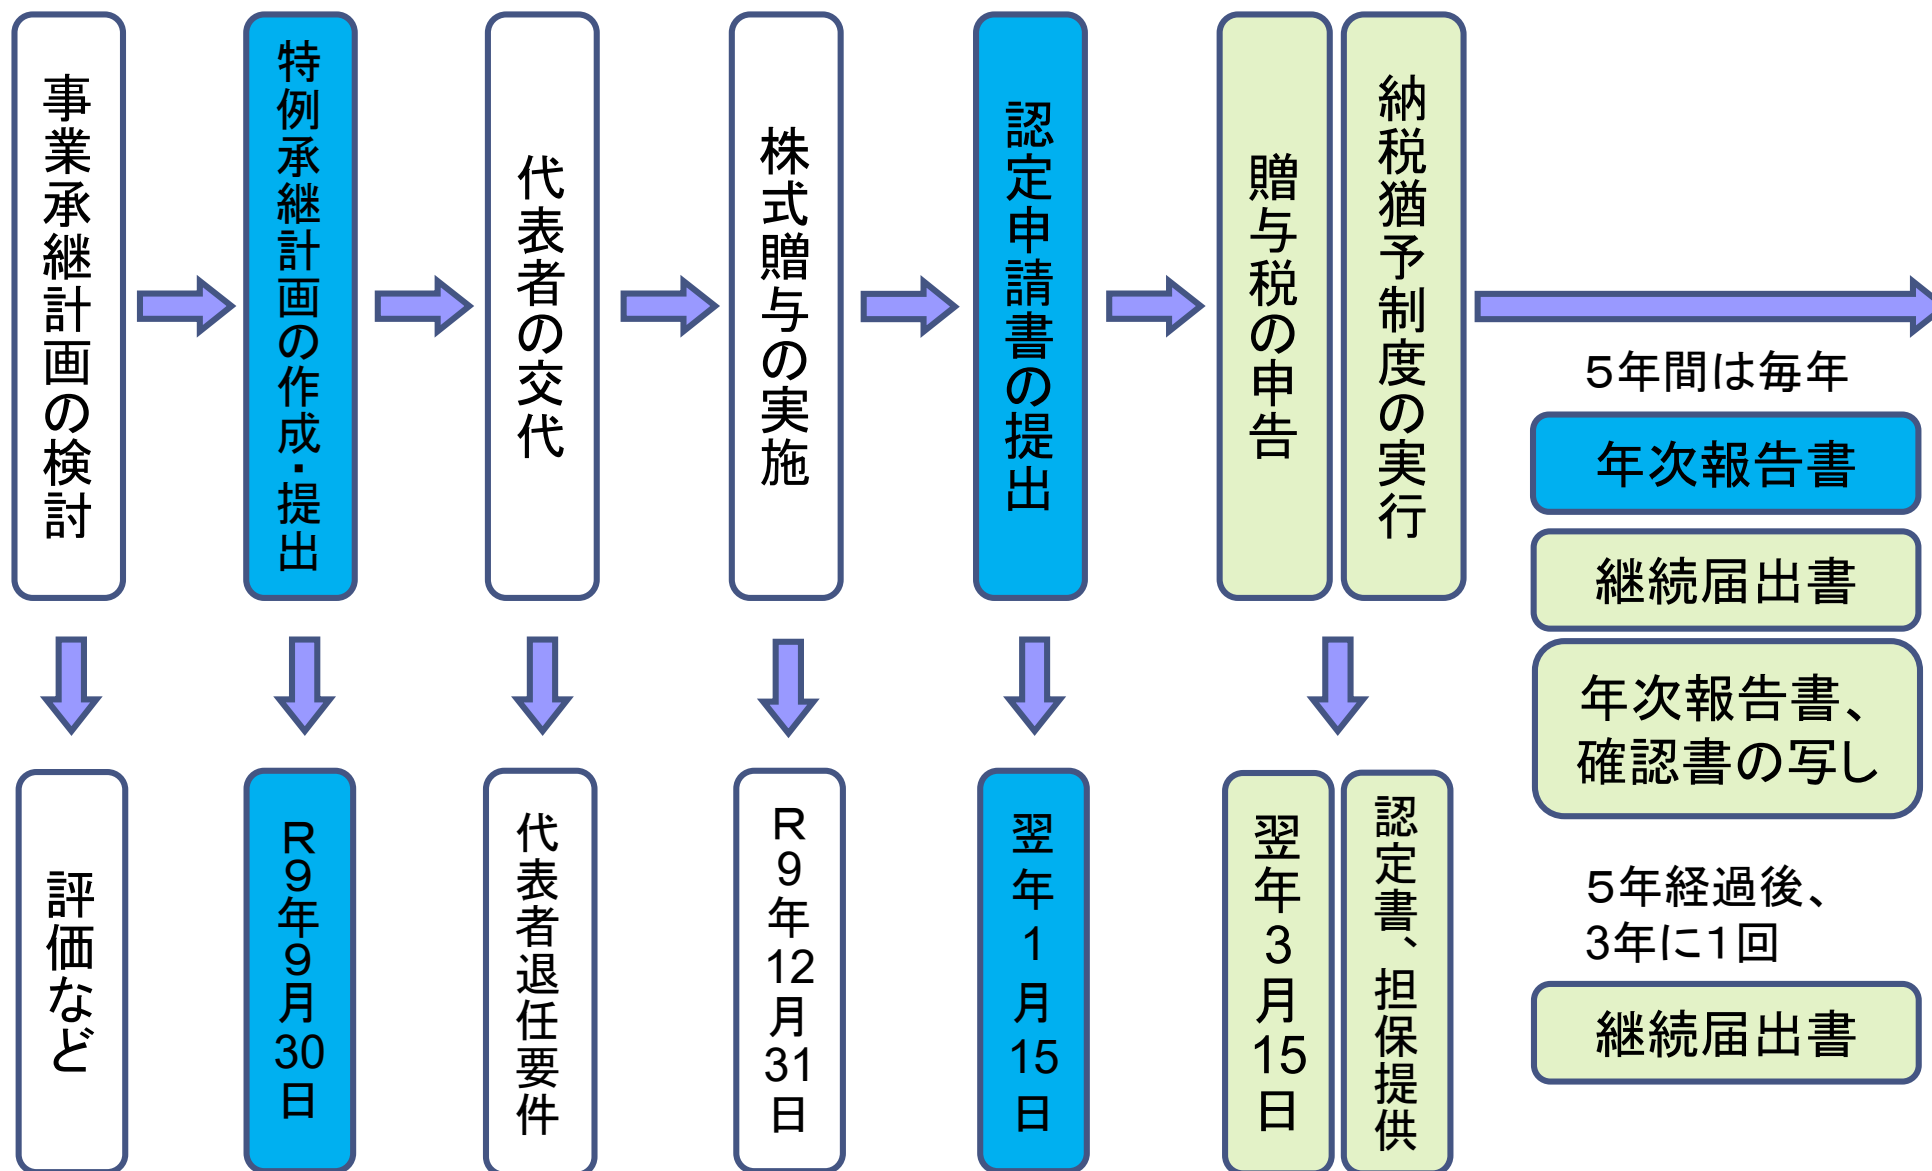 事業承継計画の検討
特例承継計画の作成・提出
代表者の交代
株式贈与の実施
認定申請書の提出
贈与税の申告
納税猶予制度の実行
5年間は毎年
年次報告書
継続届出書
年次報告書、
確認書の写し
5年経過後、
3年に1回
継続届出書
評価など
R9年9月30日
代表者退任要件
R9年12月31日
翌年1月15日
翌年3月15日
認定書、担保提供